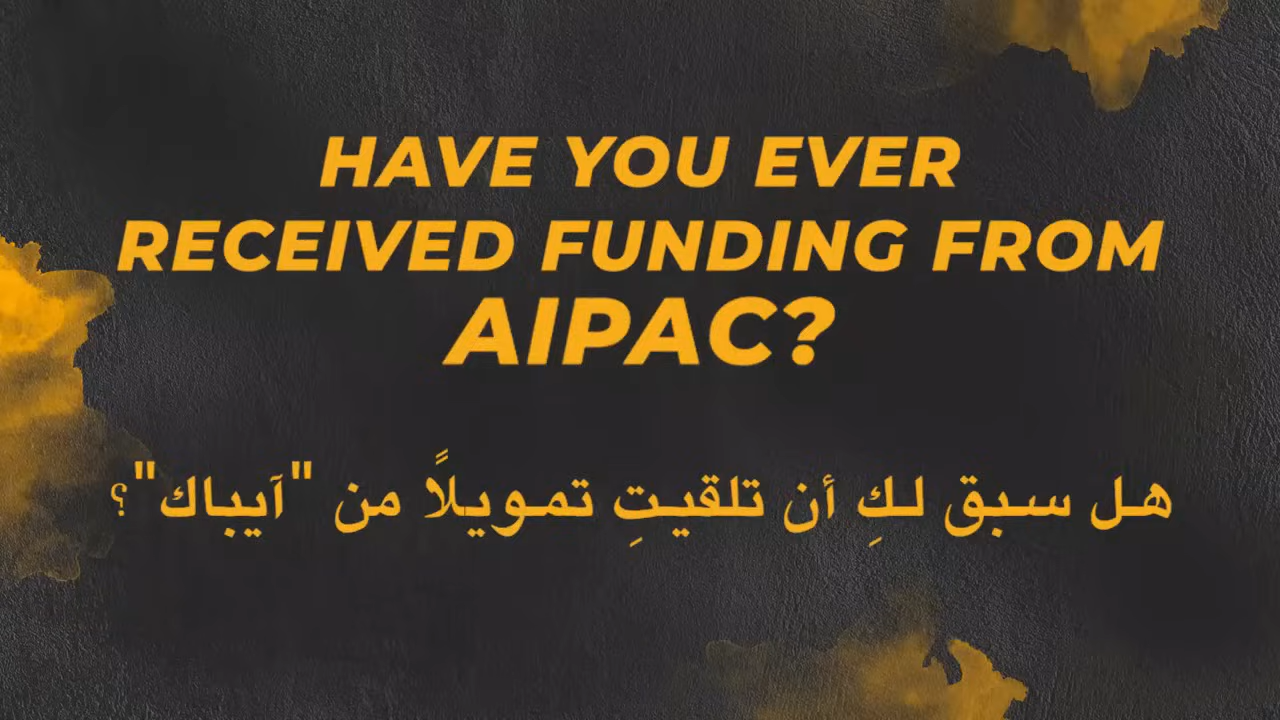 HAVE YOU EVER
RECEIVED FUNDING FROM
AIPAC?
هل سبق لكِ أن تلقيتِ تمويلاً من "آيباك"؟